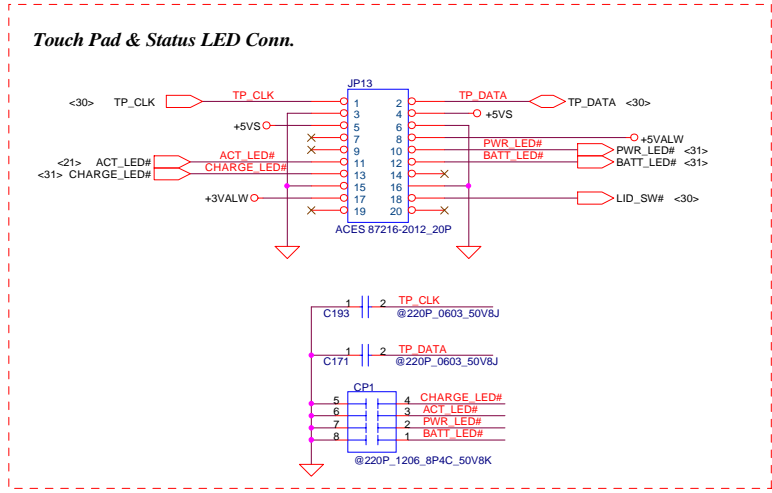 Touch Pad & Status LED Conn.
JP13
<30> TP_CLK TP_CLK 1 2 TP_DATA TP_DATA <30>
3 4 +5VS
+5VS 5 6
7 8 +5VALW
9 10 PWR_LED# PWR_LED# <31>
<21> ACT_LED# ACT_LED# 11 12 BATT_LED# BATT_LED# <31>
<31> CHARGE_LED# CHARGE_LED# 13 14
15 16
+3VALW 17 18 LID_SW# <30>
19 20
ACES 87216-2012_20P
1 2 TP_CLK
C193 @220P_0603_50V8J
1 2 TP_DATA
C171 @220P_0603_50V8J
CP1
5 4 CHARGE_LED#
6 3 ACT_LED#
7 2 PWR_LED#
8 1 BATT_LED#
@220P_1206_8P4C_50V8K